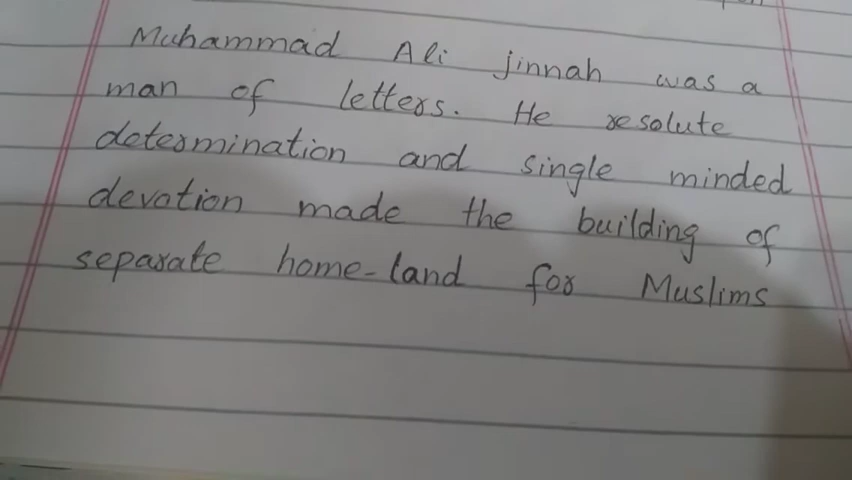 Muhammad Ali jinnah was a
man of letters. He resolute
determination and single minded
devotion made the building of
separate home-land for Muslims